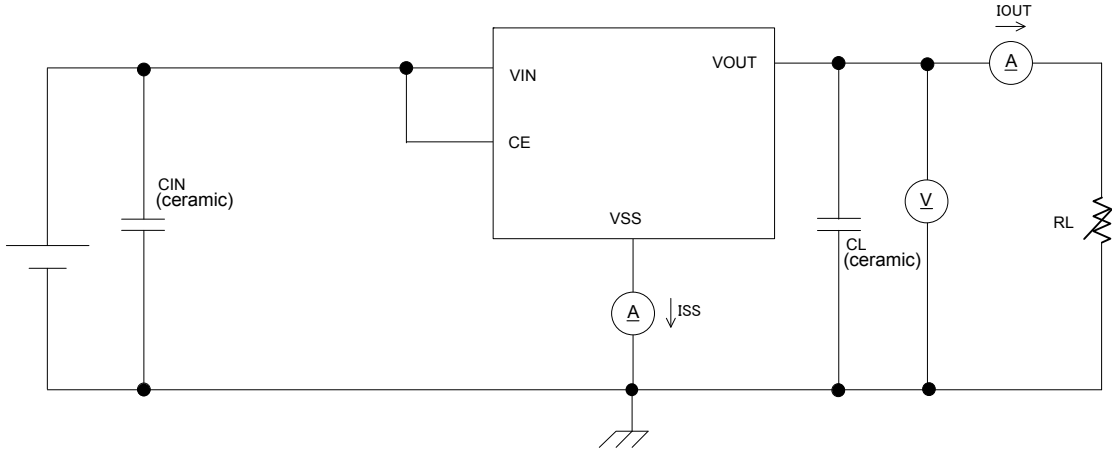 IOUT
A
VIN
VOUT
CE
CIN
(ceramic)
V
VSS
RL
CL
(ceramic)
A
ISS